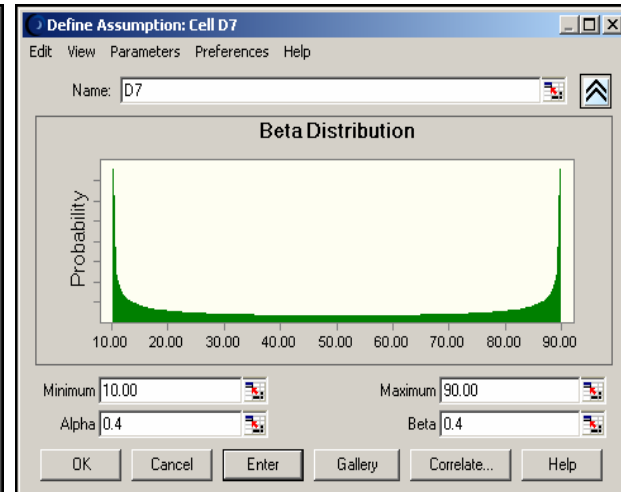 Define Assumption: Cell D7
Edit View Parameters Preferences Help
Name: D7
Beta Distribution
Probability
10.00 20.00 30.00 40.00 50.00 60.00 70.00 80.00 90.00
Minimum 10.00 Maximum 90.00
Alpha 0.4 Beta 0.4
OK Cancel Enter Gallery Correlate... Help